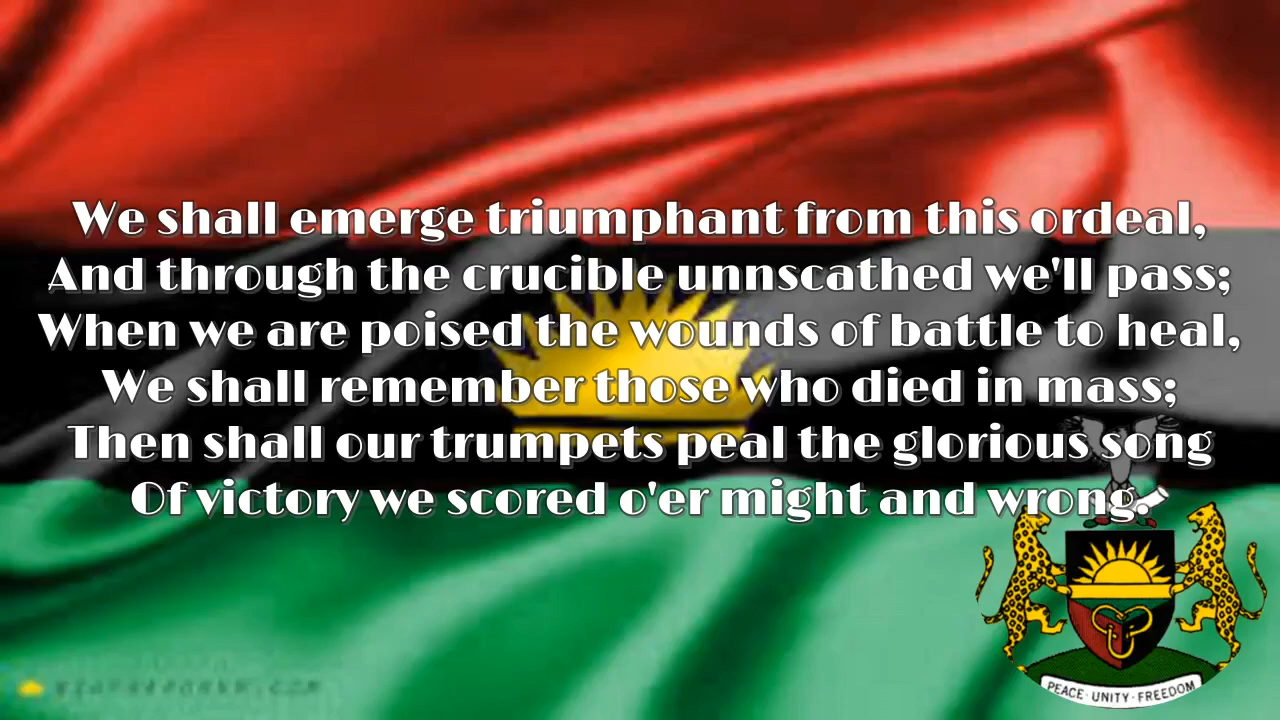 We shall emerge triumphant from this ordeal,
And through the crucible unnscathed we'll pass;
When we are poised the wounds of battle to heal,
We shall remember those who died in mass;
Then shall our trumpets peal the glorious song
Of victory we scored o'er might and wrong.
PEACE · UNITY · FREEDOM